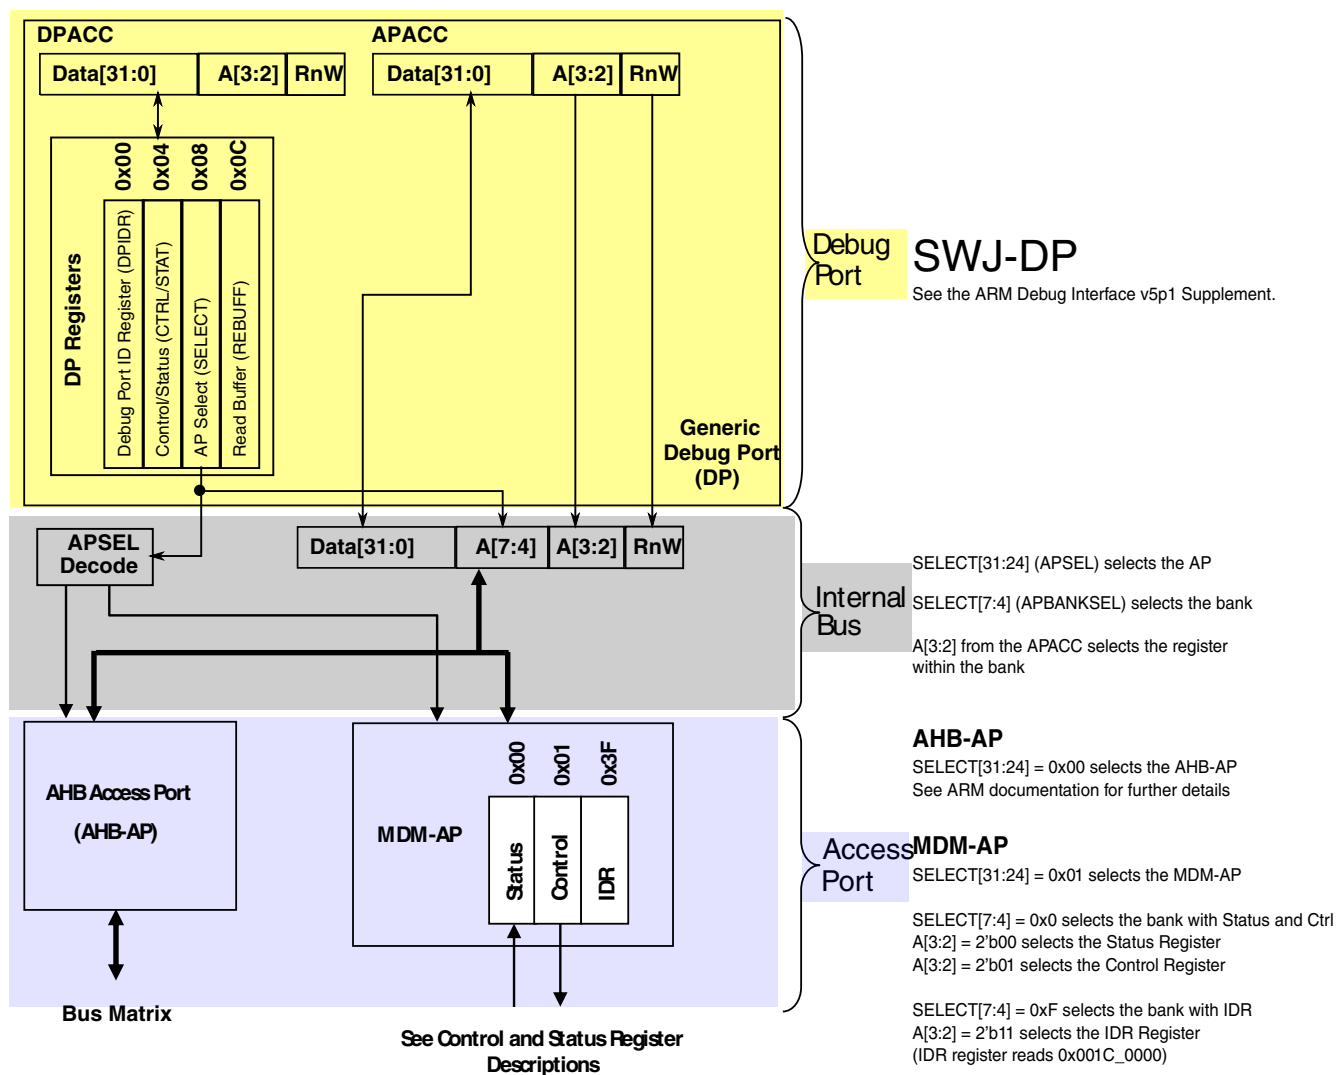 DPACC
APACC
Data[31:0] A[3:2] RnW
Data[31:0] A[3:2] RnW
0x00
0x04
0x08
0x0C
DP Registers
Debug Port ID Register (DPIDR)
Control/Status (CTRL/STAT)
AP Select (SELECT)
Read Buffer (REBUFF)
Generic
Debug Port
(DP)
Debug
Port
SWJ-DP
See the ARM Debug Interface v5p1 Supplement.
APSEL
Decode
Data[31:0] A[7:4] A[3:2] RnW
Internal
Bus
SELECT[31:24] (APSEL) selects the AP
SELECT[7:4] (APBANKSEL) selects the bank
A[3:2] from the APACC selects the register
within the bank
AHB Access Port
(AHB-AP)
Bus Matrix
MDM-AP
0x00
0x01
0x3F
Status
Control
IDR
See Control and Status Register
Descriptions
Access
Port
AHB-AP
SELECT[31:24] = 0x00 selects the AHB-AP
See ARM documentation for further details
MDM-AP
SELECT[31:24] = 0x01 selects the MDM-AP
SELECT[7:4] = 0x0 selects the bank with Status and Ctrl
A[3:2] = 2'b00 selects the Status Register
A[3:2] = 2'b01 selects the Control Register
SELECT[7:4] = 0xF selects the bank with IDR
A[3:2] = 2'b11 selects the IDR Register
(IDR register reads 0x001C_0000)